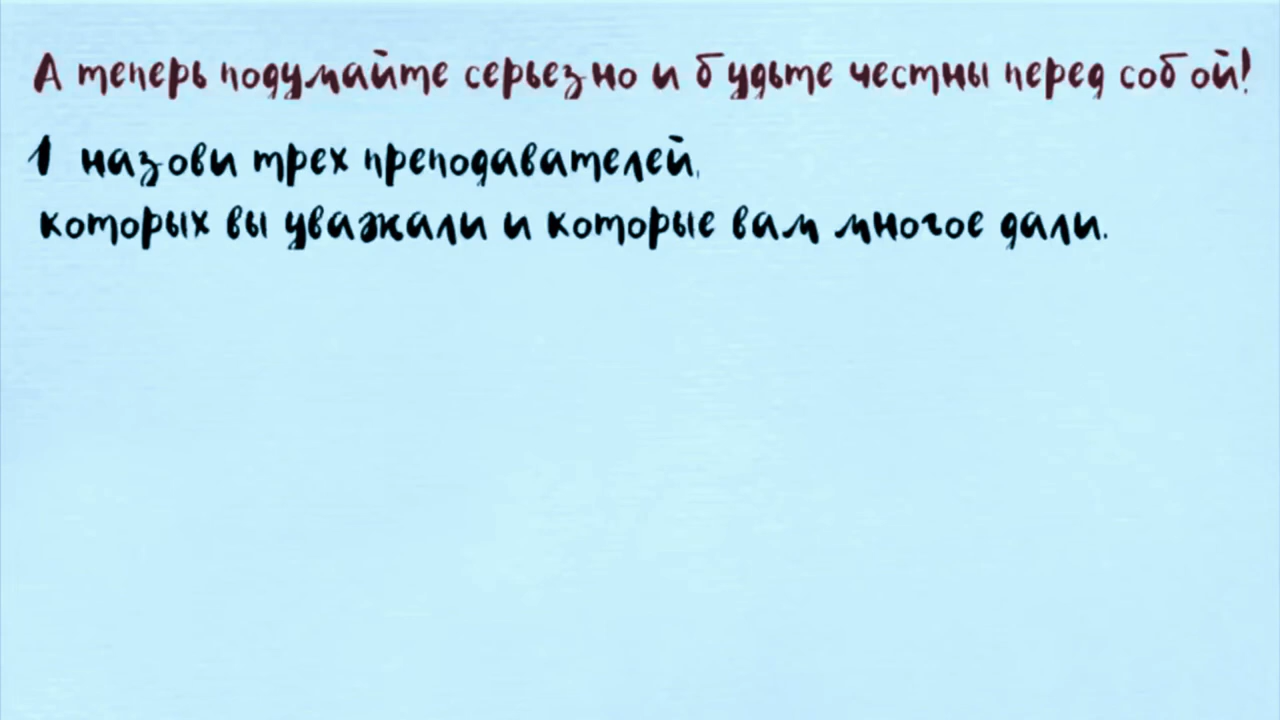 А теперь подумайте серьезно и будьте честны перед собой!
1 назови трех преподавателей,
которых вы уважали и которые вам многое дали.